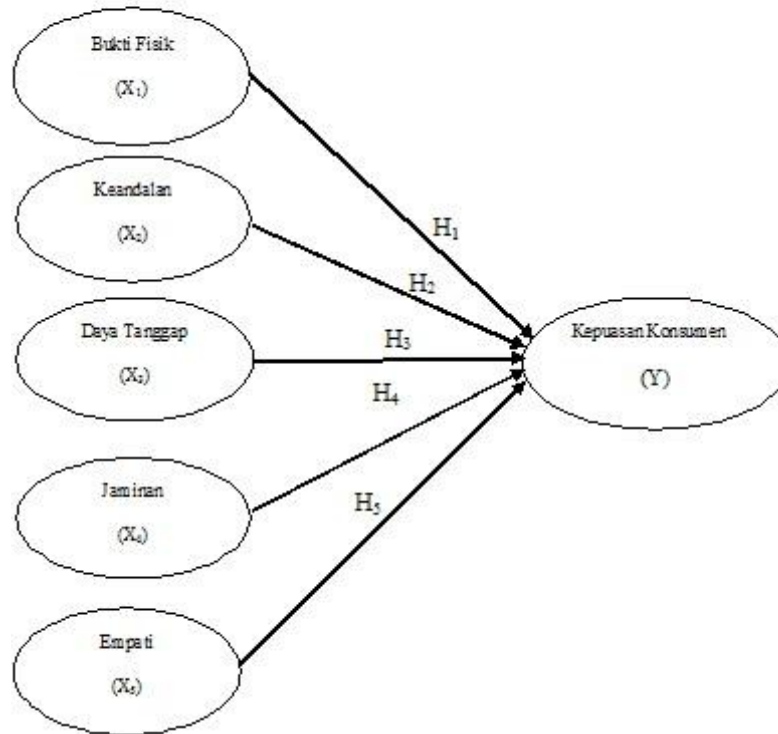 Bukti Fisik
(X₁)
H₁
Keandalan
(X₂)
H₂
Daya Tanggap
(X₃)
H₃
Kepuasan Konsumen
(Y)
H₄
Jaminan
(X₄)
H₅
Empati
(X₅)